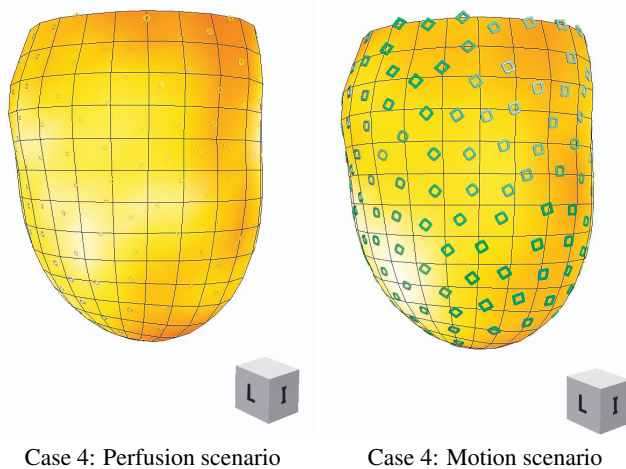 L I
L I
Case 4: Perfusion scenario
Case 4: Motion scenario